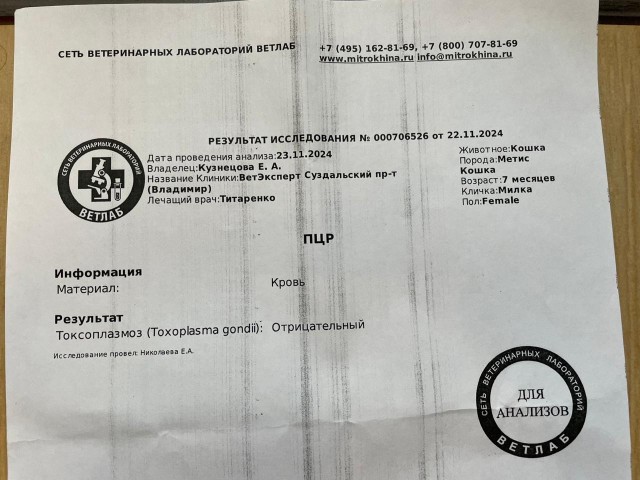 СЕТЬ ВЕТЕРИНАРНЫХ ЛАБОРАТОРИЙ ВЕТЛАБ
+7 (495) 162-81-69, +7 (800) 707-81-69
www.mitrokhina.ru info@mitrokhina.ru
РЕЗУЛЬТАТ ИССЛЕДОВАНИЯ № 000706526 от 22.11.2024
СЕТЬ ВЕТЕРИНАРНЫХ ЛАБОРАТОРИЙ
ВЕТЛАБ
Дата проведения анализа:23.11.2024
Владелец:Кузнецова Е. А.
Название Клиники:ВетЭксперт Суздальский пр-т
(Владимир)
Лечащий врач:Титаренко
Животное:Кошка
Порода:Метис
Кошка
Возраст:7 месяцев
Кличка:Милка
Пол:Female
ПЦР
Информация
Материал: Кровь
Результат
Токсоплазмоз (Toxoplasma gondii): Отрицательный
Исследование провел: Николаева Е.А.
СЕТЬ ВЕТЕРИНАРНЫХ ЛАБОРАТОРИЙ
ДЛЯ
АНАЛИЗОВ
ВЕТЛАБ